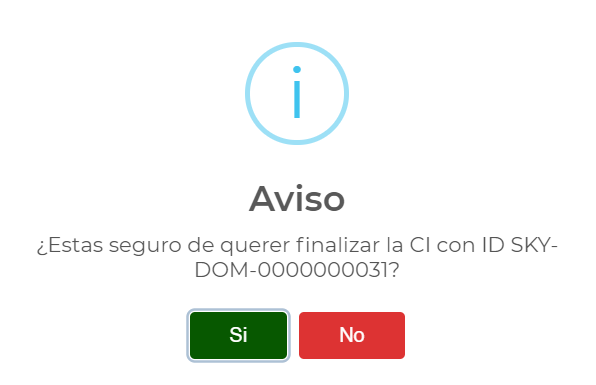 Aviso
¿Estas seguro de querer finalizar la CI con ID SKY-
DOM-0000000031?
Si
No